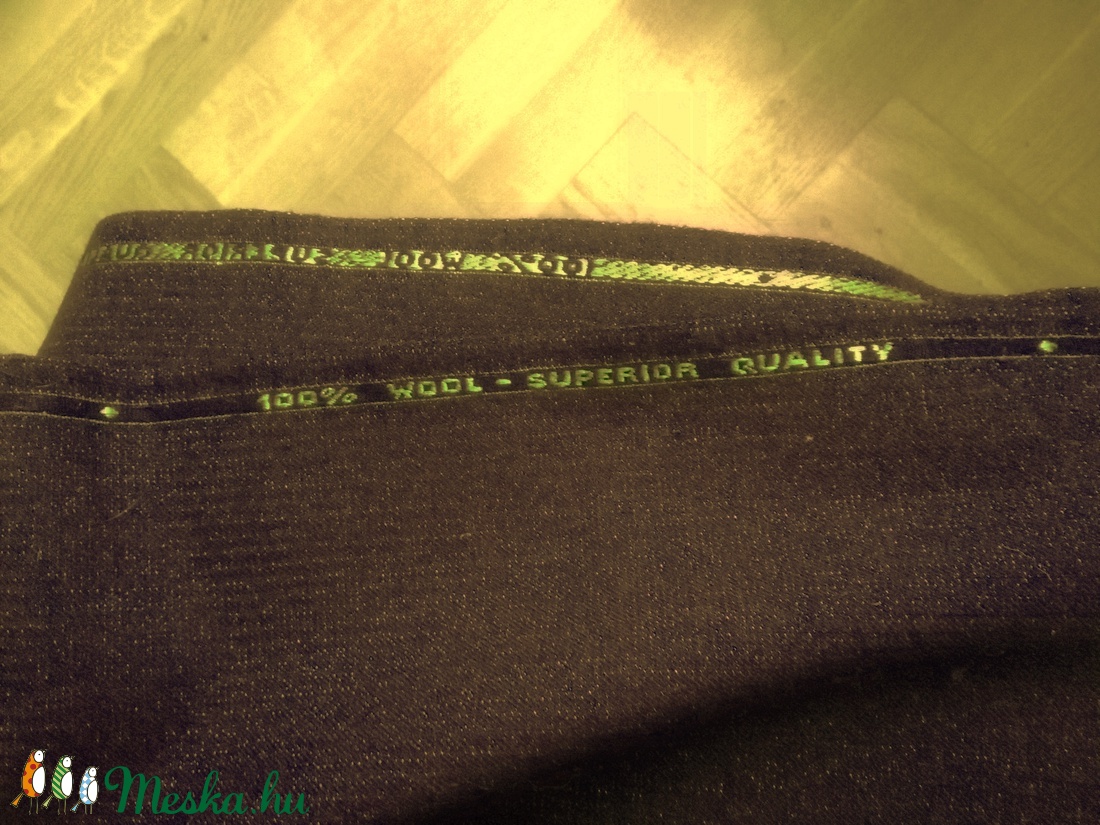 100% WOOL - SUPERIOR QUALITY
Meska.hu